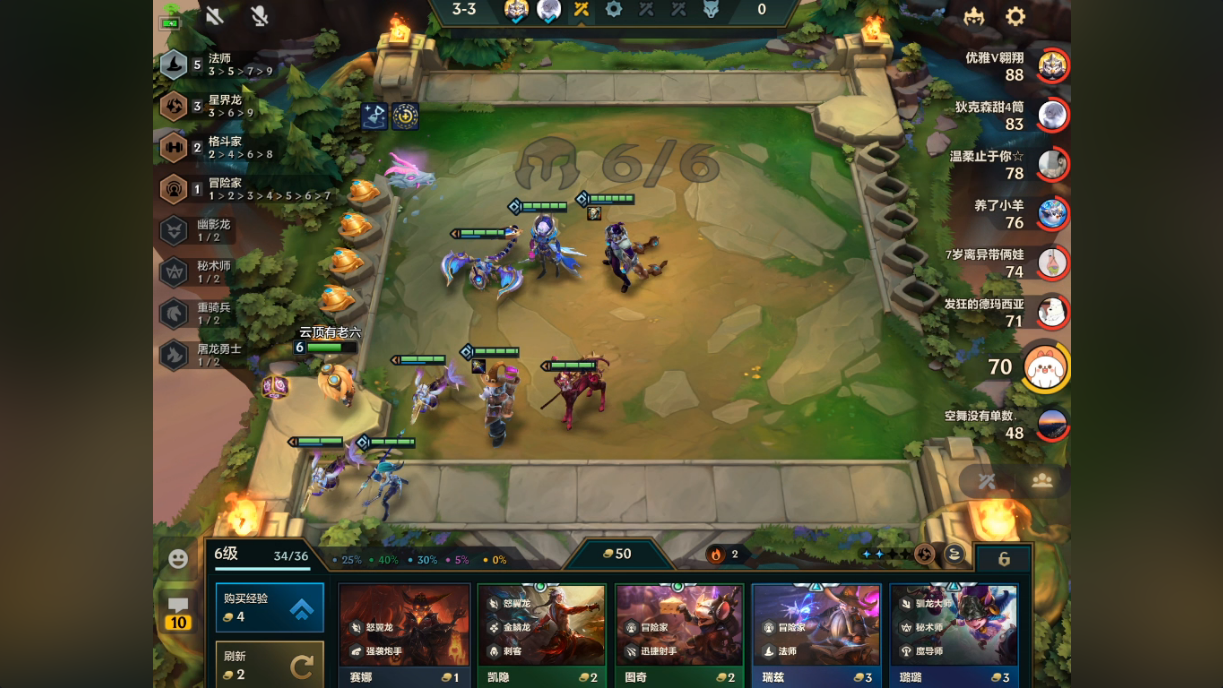 3-3
0
5 法师
3 > 5 > 7 > 9
3 星界龙
3 > 6 > 9
2 格斗家
2 > 4 > 6 > 8
1 冒险家
1 > 2 > 3 > 4 > 5 > 6 > 7
幽影龙
1 / 2
秘术师
1 / 2
重骑兵
1 / 2
屠龙勇士
1 / 2
6/6
云顶有老六
6
优雅V翱翔
88
狄克森甜4筒
83
温柔止于你☆
78
养了小羊
76
7岁离异带俩娃
74
发狂的德玛西亚
71
70
空舞没有单数.
48
6级
34/36
25% 40% 30% 5% 0%
50
2
6
10
购买经验
4
刷新
2
怒翼龙
强袭炮手
赛娜
1
怒翼龙
金鳞龙
刺客
凯隐
2
冒险家
迅捷射手
图奇
2
冒险家
法师
瑞兹
3
驯龙大师
秘术师
魔导师
璐璐
3